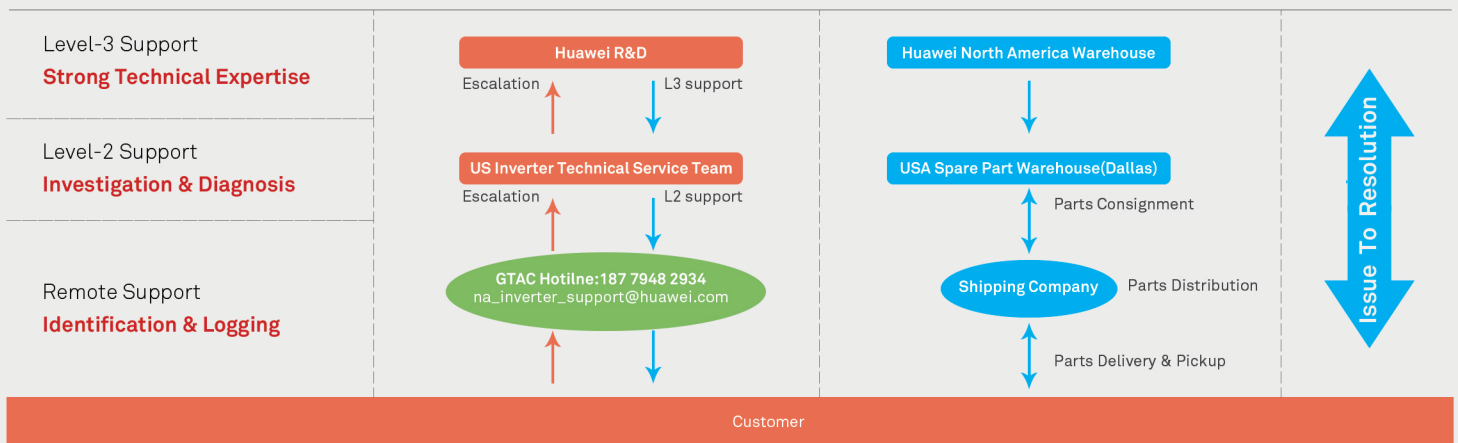 Level-3 Support
Strong Technical Expertise
Huawei R&D
Escalation
L3 support
Huawei North America Warehouse
Level-2 Support
Investigation & Diagnosis
US Inverter Technical Service Team
Escalation
L2 support
USA Spare Part Warehouse(Dallas)
Parts Consignment
Remote Support
Identification & Logging
GTAC Hotilne:187 7948 2934
na_inverter_support@huawei.com
Shipping Company
Parts Distribution
Parts Delivery & Pickup
Issue To Resolution
Customer